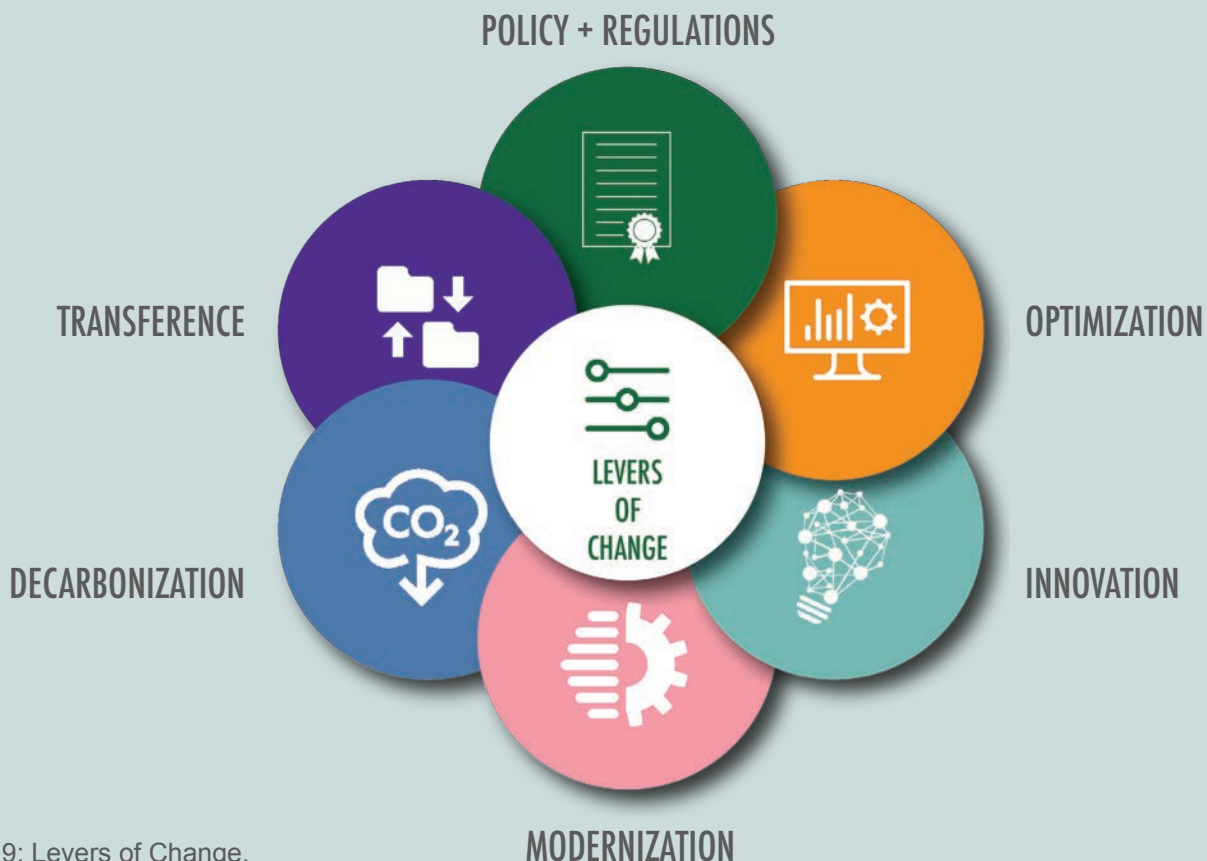 POLICY + REGULATIONS
TRANSFERENCE
OPTIMIZATION
LEVERS
OF
CHANGE
CO₂
DECARBONIZATION
INNOVATION
MODERNIZATION
9: Levers of Change.